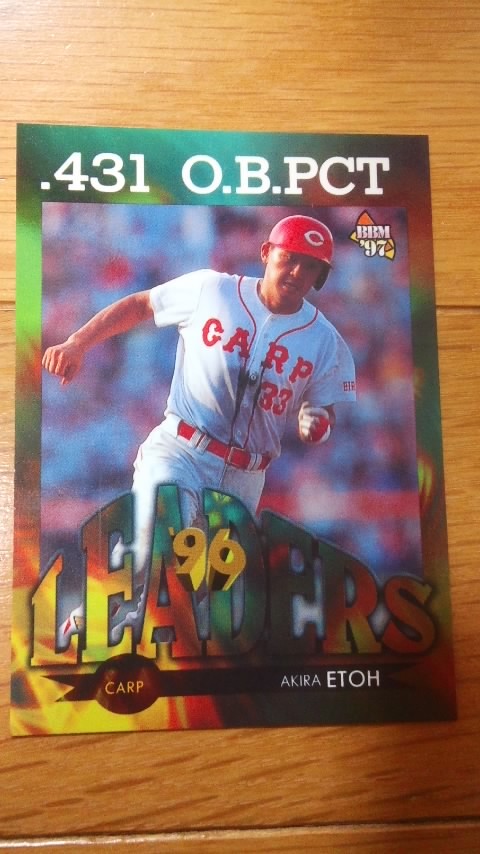 .431 O.B.PCT
BBM
'97
C
CARP
33
LEADERS
'96
CARP
AKIRA ETOH